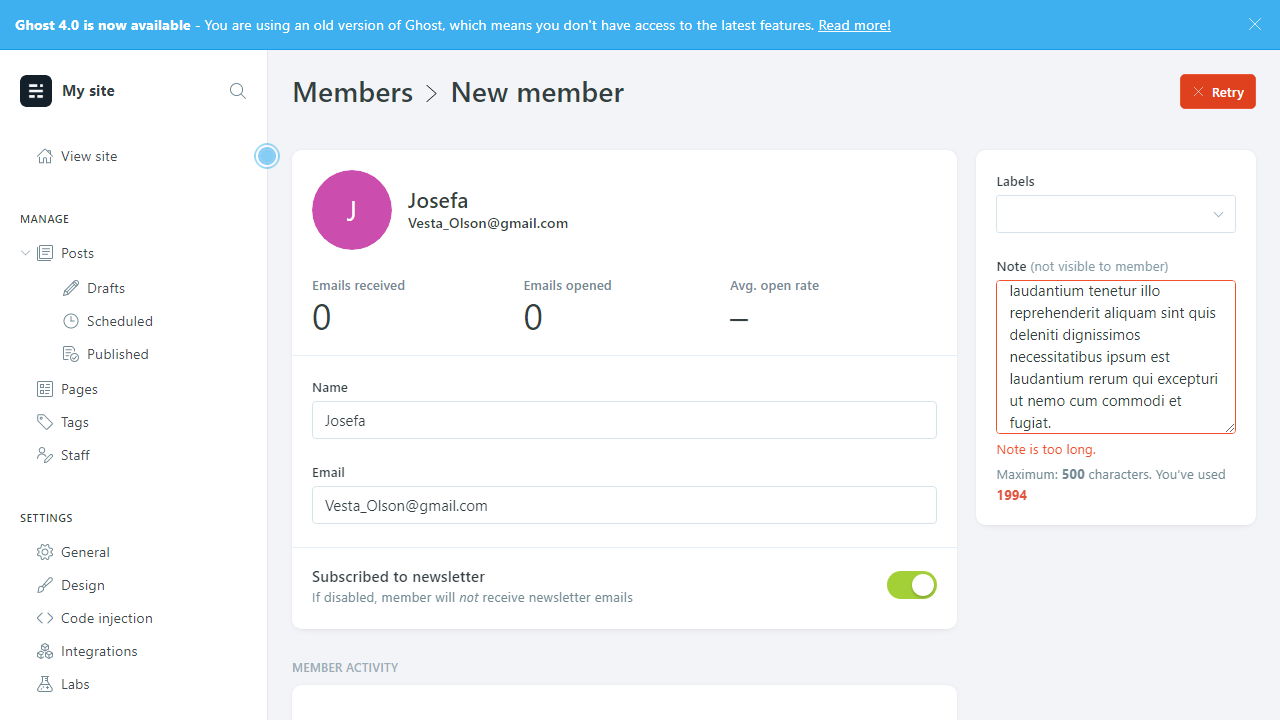 Ghost 4.0 is now available - You are using an old version of Ghost, which means you don't have access to the latest features. Read more!
My site
View site
MANAGE
Posts
Drafts
Scheduled
Published
Pages
Tags
Staff
SETTINGS
General
Design
Code injection
Integrations
Labs
Members > New member
Retry
J
Josefa
Vesta_Olson@gmail.com
Emails received
0
Emails opened
0
Avg. open rate
–
Name
Josefa
Email
Vesta_Olson@gmail.com
Subscribed to newsletter
If disabled, member will not receive newsletter emails
MEMBER ACTIVITY
Labels
Note (not visible to member)
laudantium tenetur illo
reprehenderit aliquam sint quis
deleniti dignissimos
necessitatibus ipsum est
laudantium rerum qui excepturi
ut nemo cum commodi et
fugiat.
Note is too long.
Maximum: 500 characters. You've used
1994